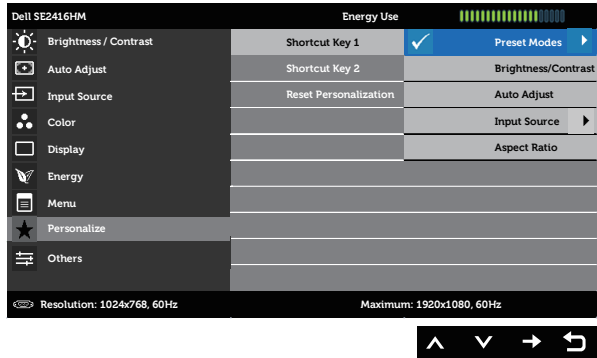 Dell SE2416HM Energy Use
Brightness / Contrast Shortcut Key 1 Preset Modes
Auto Adjust Shortcut Key 2 Brightness/Contrast
Input Source Reset Personalization Auto Adjust
Color Input Source
Display Aspect Ratio
Energy
Menu
Personalize
Others
Resolution: 1024x768, 60Hz Maximum: 1920x1080, 60Hz